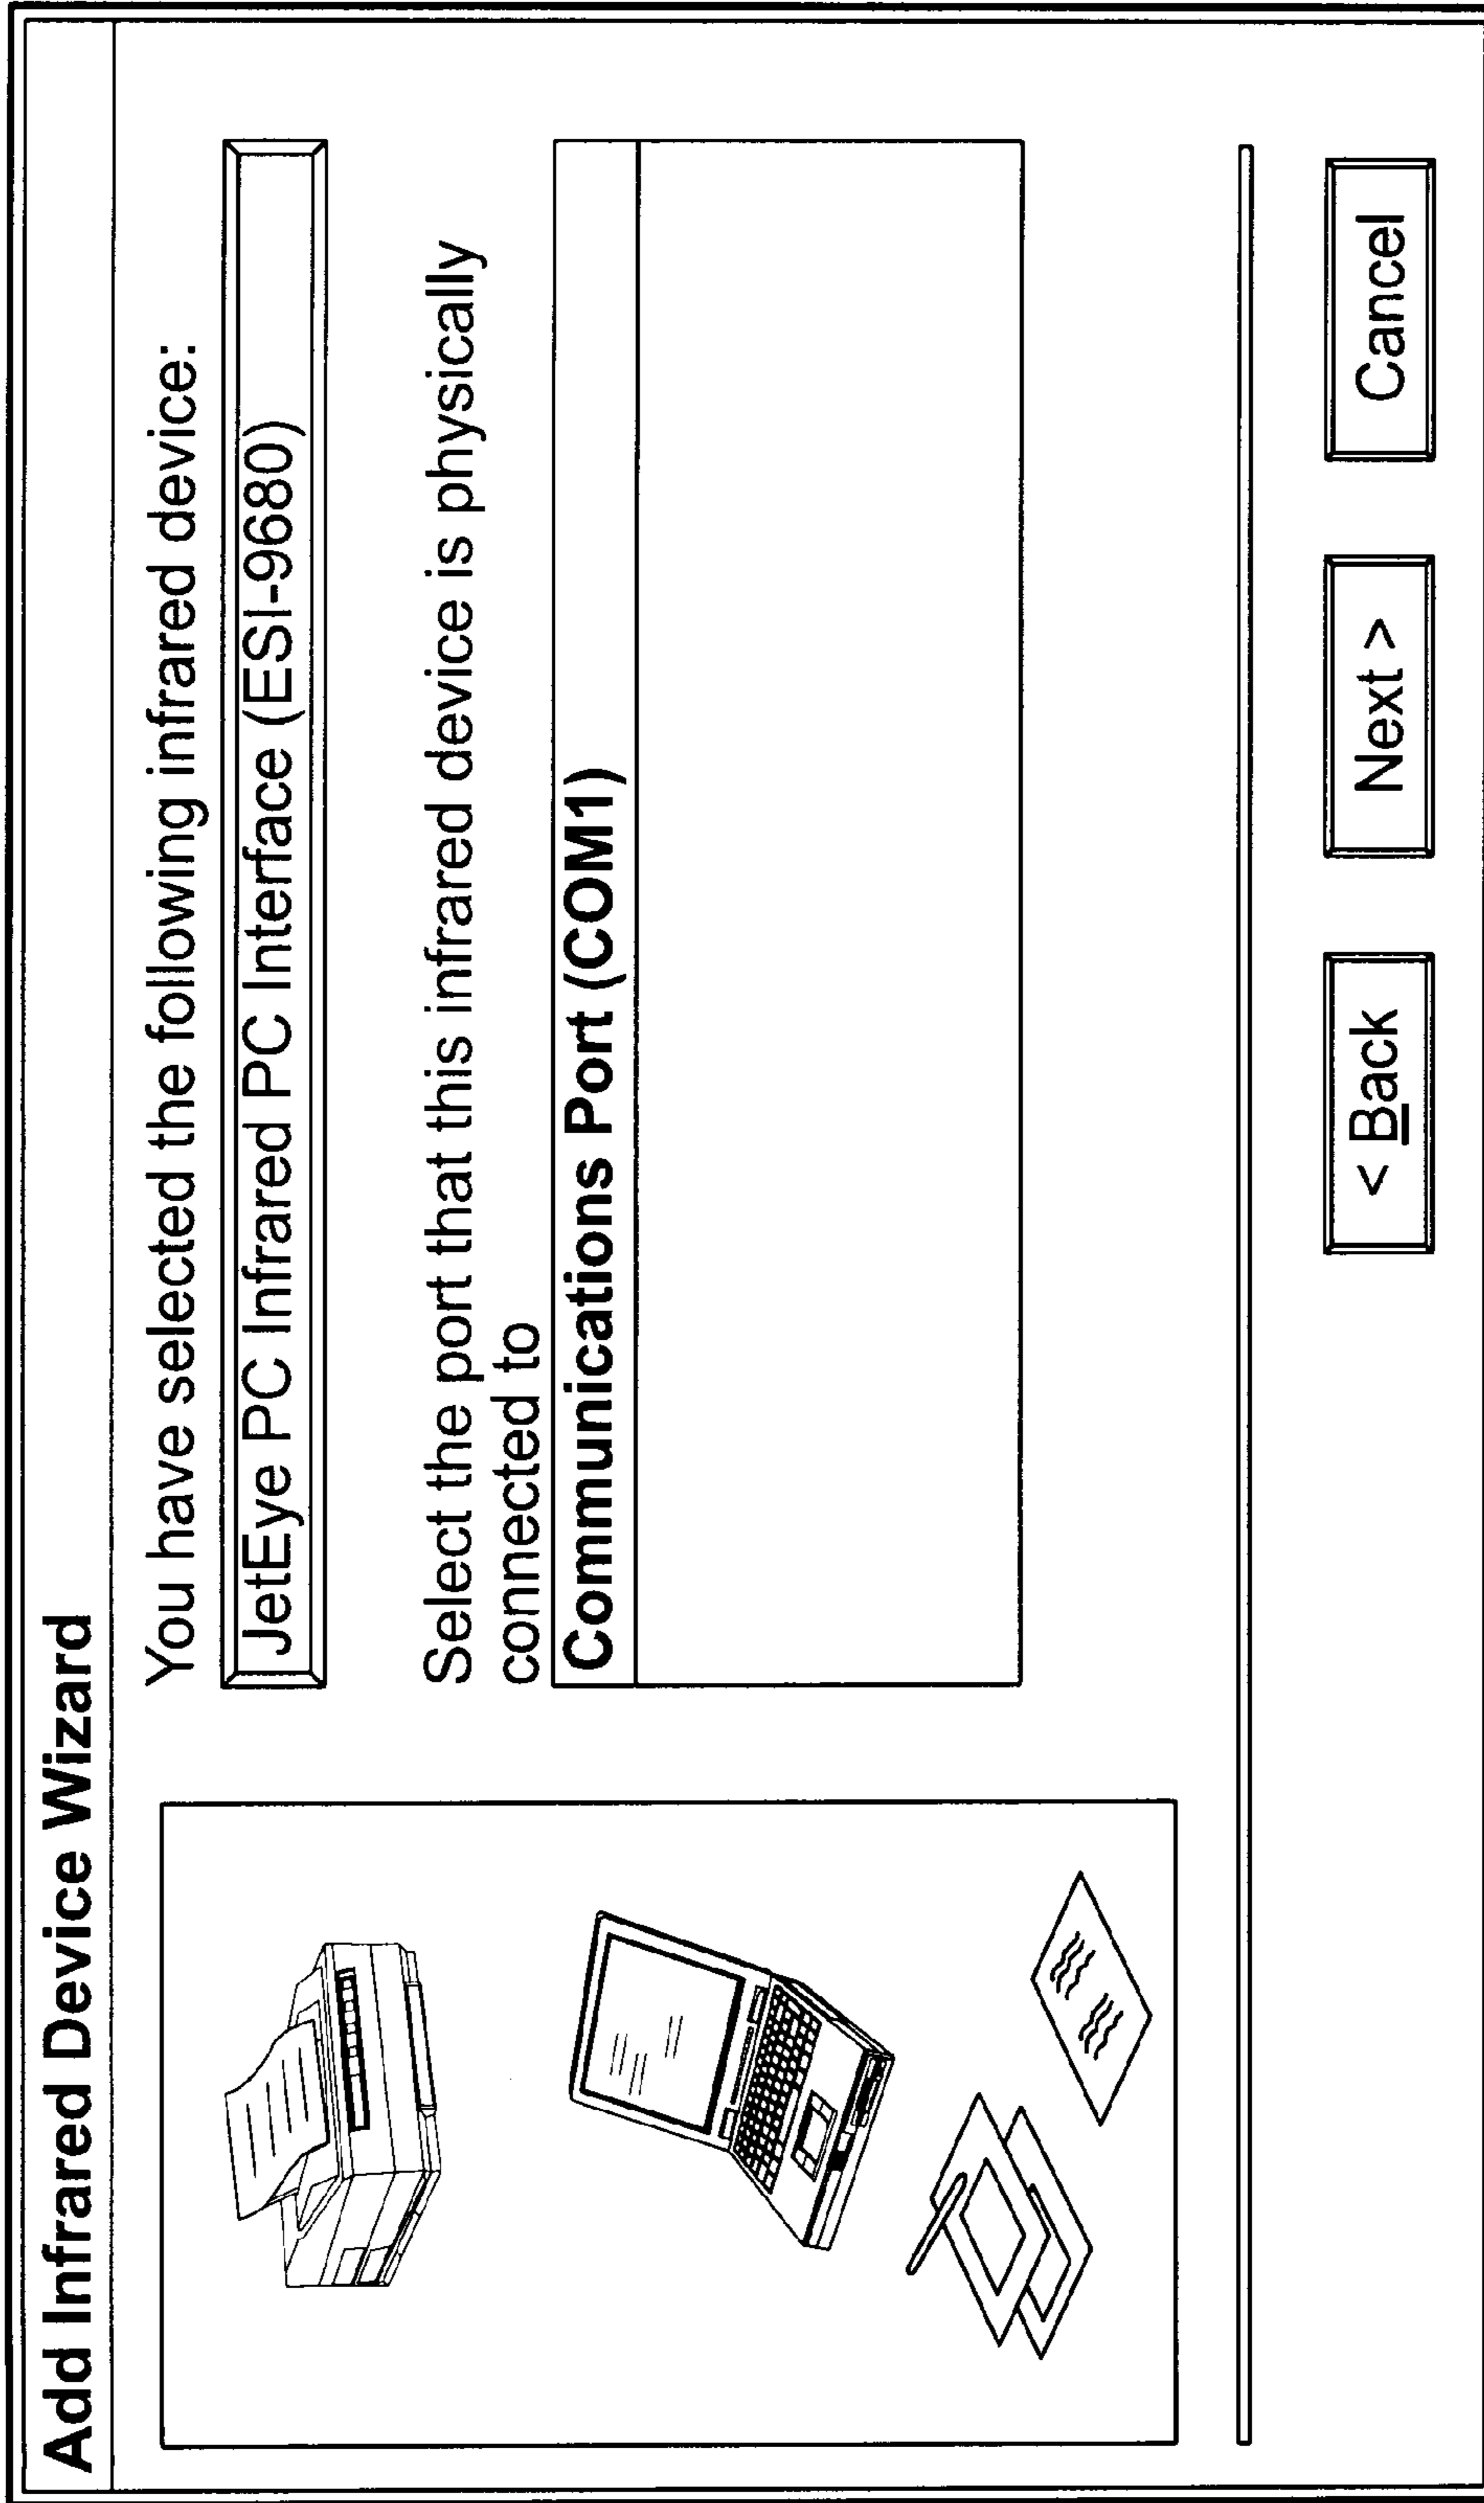 Add Infrared Device Wizard
You have selected the following infrared device:
JetEye PC Infrared PC Interface (ESI-9680)
Select the port that this infrared device is physically
connected to
Communications Port (COM1)
< Back
Next >
Cancel